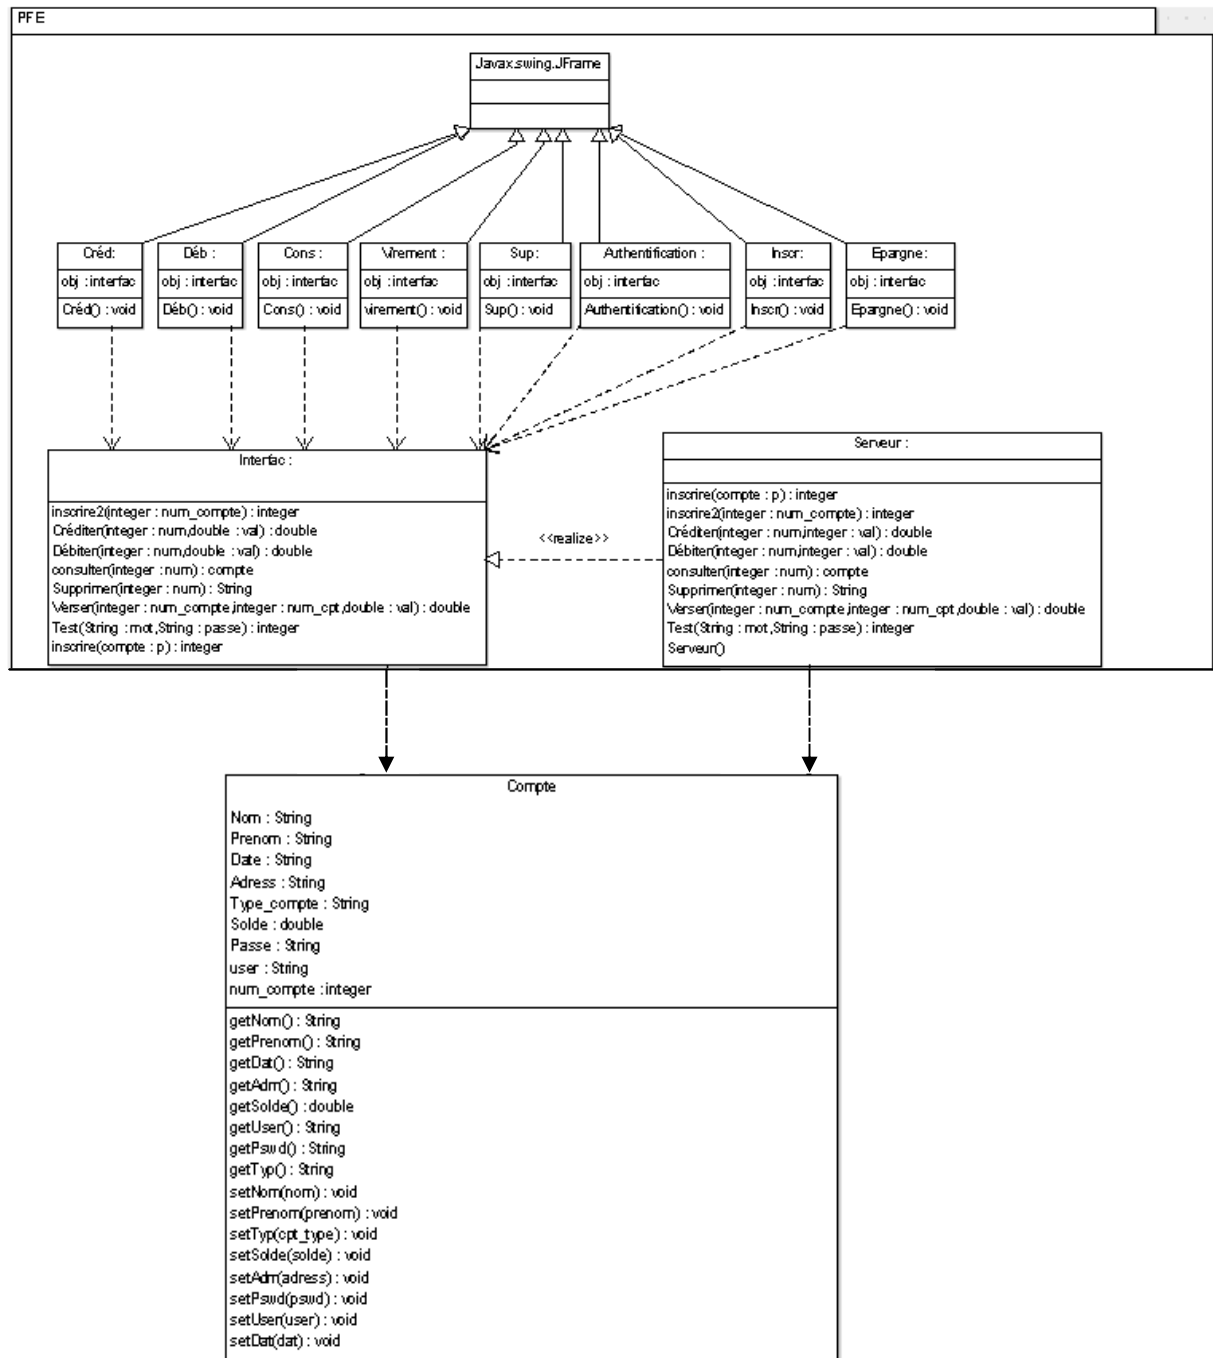 PFE
Javax.swing.JFrame
Créd:
obj : interfac
Créd() : void
Déb :
obj : interfac
Déb() : void
Cons :
obj : interfac
Cons() : void
Virement :
obj : interfac
virement() : void
Sup:
obj : interfac
Sup() : void
Authentification :
obj : interfac
Authentification() : void
Inscr:
obj : interfac
Inscr() : void
Epargne:
obj : interfac
Epargne() : void
Interfac :
inscrire2(integer : num_compte) : integer
Créditer(integer : num,double : val) : double
Débiter(integer : num,double : val) : double
consulter(integer : num) : compte
Supprimer(integer : num) : String
Verser(integer : num_compte,integer : num_cpt,double : val) : double
Test(String : mot,String : passe) : integer
inscrire(compte : p) : integer
<<realize>>
Serveur :
inscrire(compte : p) : integer
inscrire2(integer : num_compte) : integer
Créditer(integer : num,integer : val) : double
Débiter(integer : num,integer : val) : double
consulter(integer : num) : compte
Supprimer(integer : num) : String
Verser(integer : num_compte,integer : num_cpt,double : val) : double
Test(String : mot,String : passe) : integer
Serveur()
Compte
Nom : String
Prenom : String
Date : String
Adress : String
Type_compte : String
Solde : double
Passe : String
user : String
num_compte :integer
getNom() : String
getPrenom() : String
getDat() : String
getAdrr() : String
getSolde() : double
getUser() : String
getPswd() : String
getTyp() : String
setNom(nom) : void
setPrenom(prenom) : void
setTyp(cpt_type) : void
setSolde(solde) : void
setAdrr(adress) : void
setPswd(pswd) : void
setUser(user) : void
setDat(dat) : void